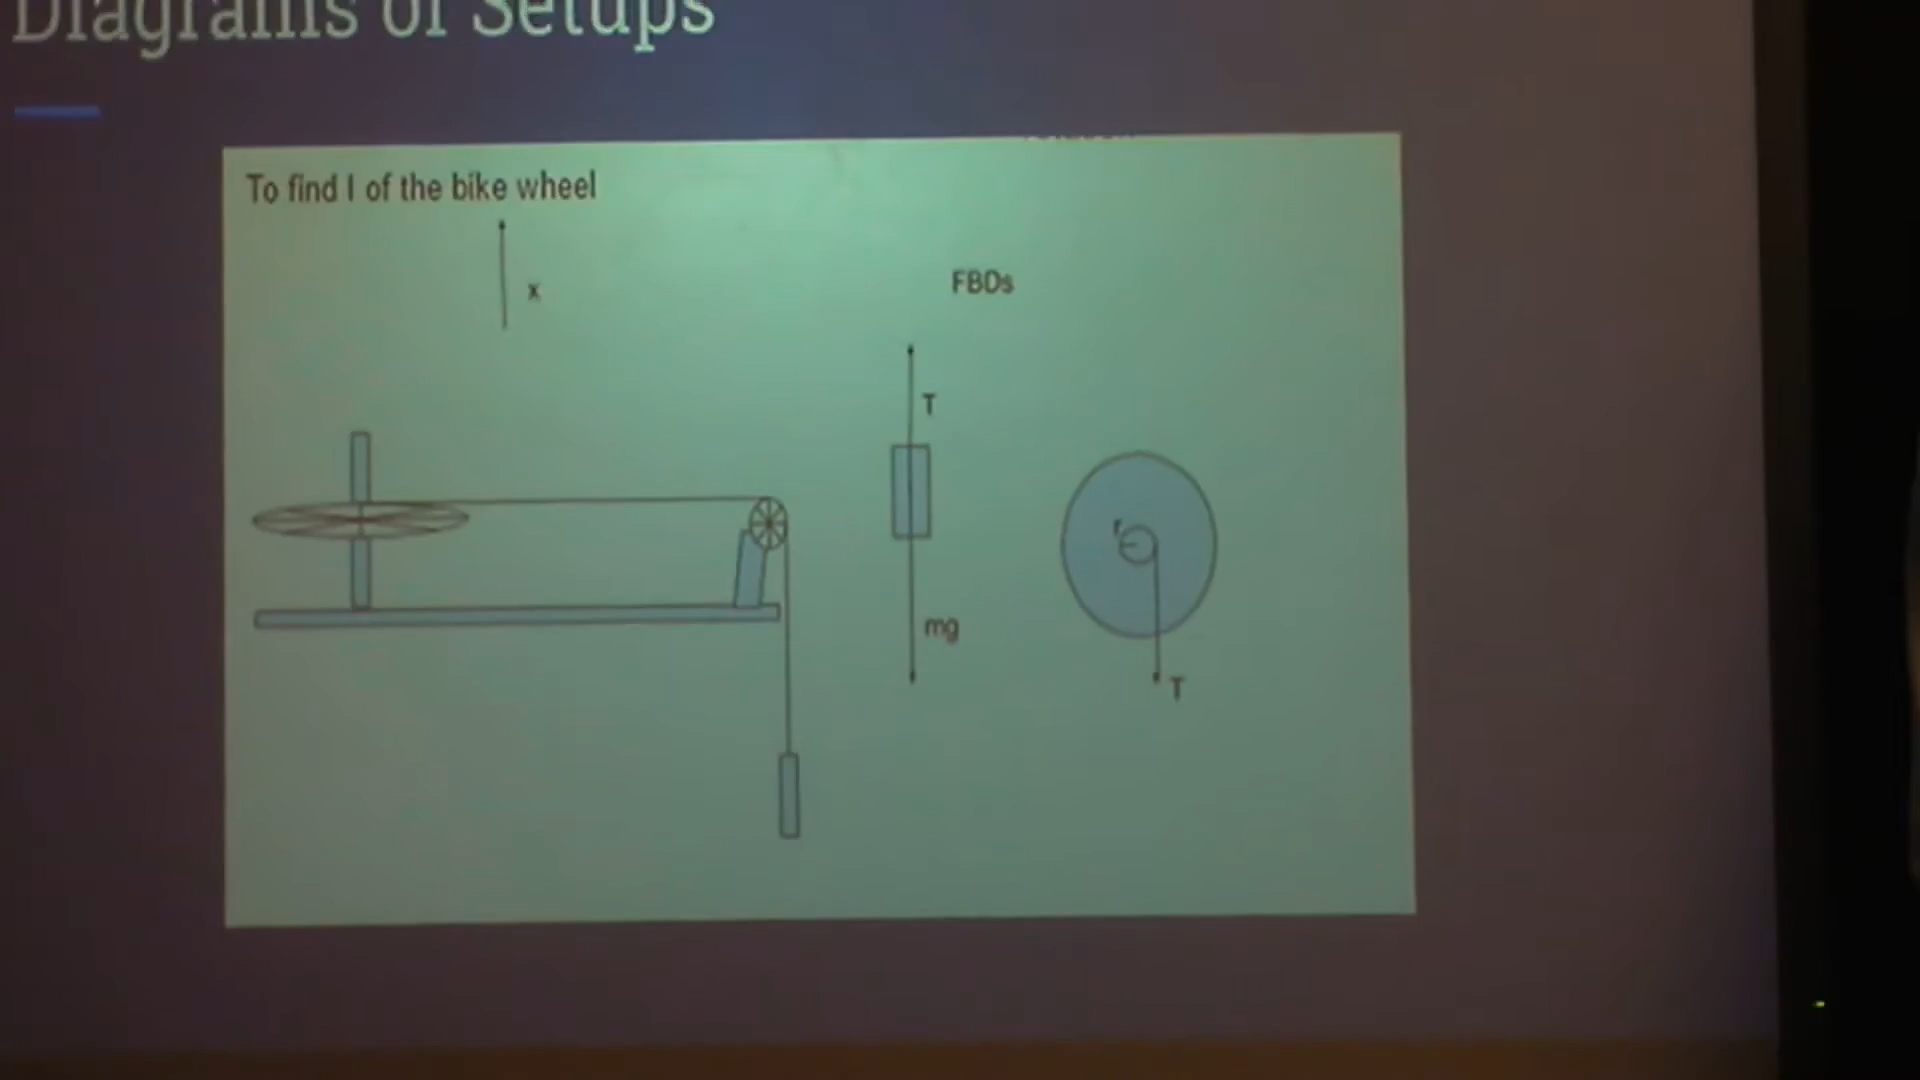 Diagrams of Setups
To find I of the bike wheel
x
FBDs
T
mg
r
T